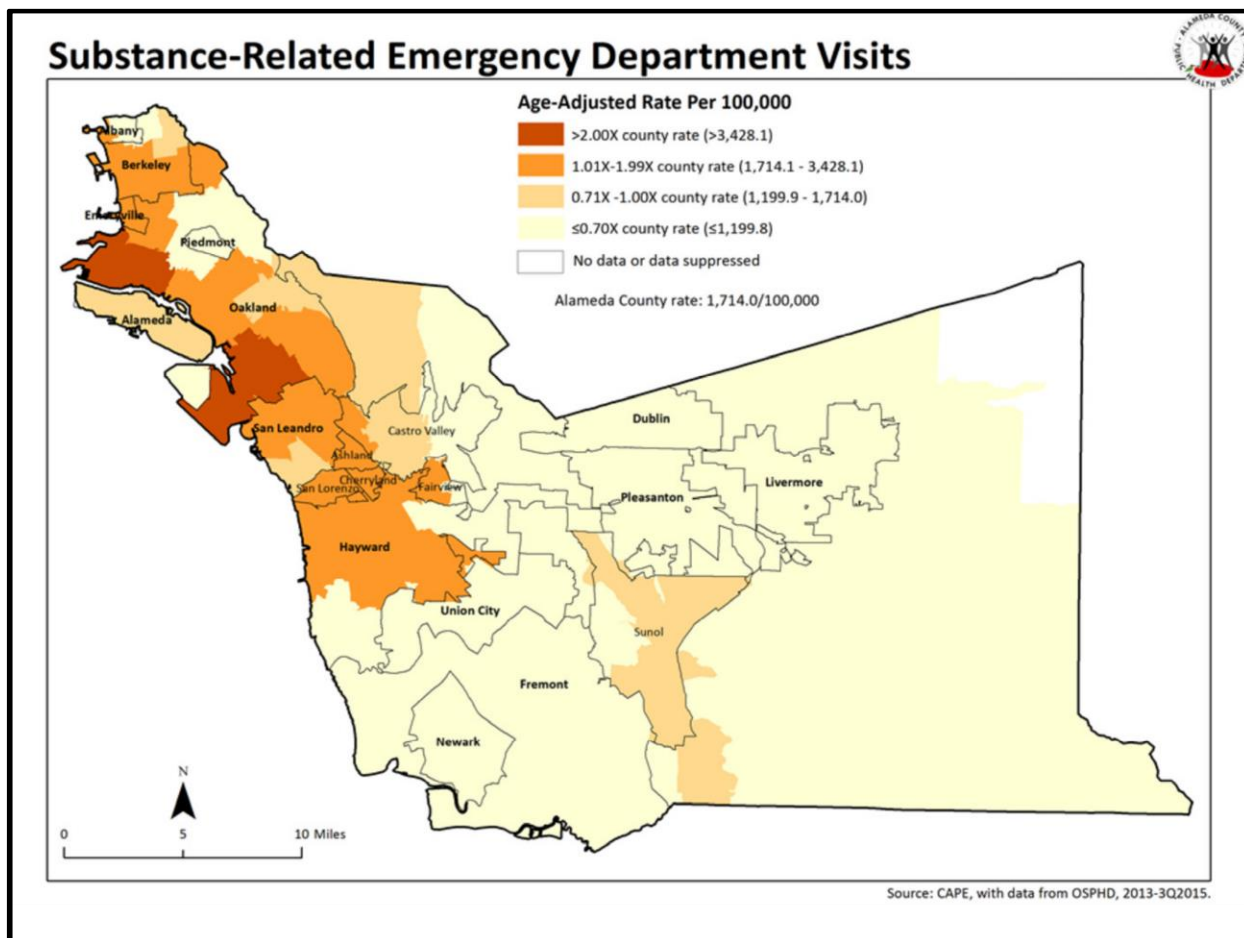 Substance-Related Emergency Department Visits
ALAMEDA COUNTY
PUBLIC HEALTH DEPARTMENT
Age-Adjusted Rate Per 100,000
>2.00X county rate (>3,428.1)
1.01X-1.99X county rate (1,714.1 - 3,428.1)
0.71X -1.00X county rate (1,199.9 - 1,714.0)
≤0.70X county rate (≤1,199.8)
No data or data suppressed
Alameda County rate: 1,714.0/100,000
Albany
Berkeley
Emeryville
Piedmont
Oakland
Alameda
San Leandro
Castro Valley
Ashland
Cherryland
San Lorenzo
Fairview
Dublin
Livermore
Pleasanton
Hayward
Union City
Sunol
Fremont
Newark
N
0 5 10 Miles
Source: CAPE, with data from OSPHD, 2013-3Q2015.